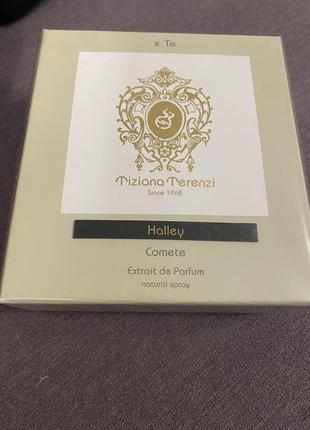 x Te
Tiziana Terenzi
Since 1968
Halley
Comete
Extrait de Parfum
natural spray